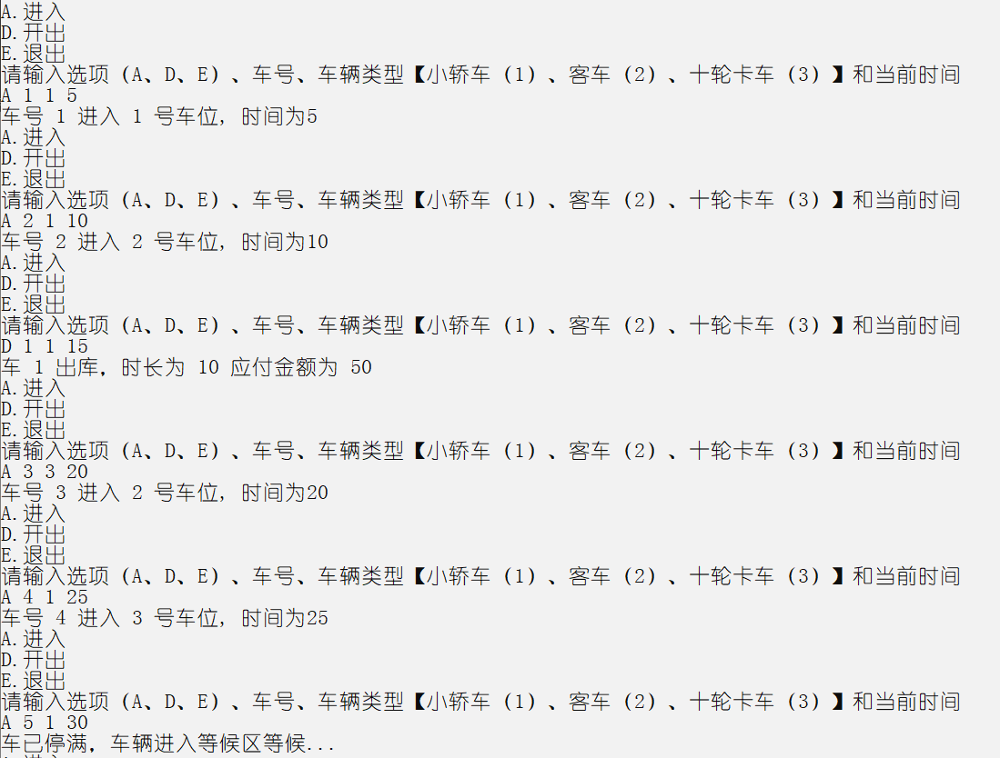 A.进入
D.开出
E.退出
请输入选项（A、D、E）、车号、车辆类型【小轿车（1）、客车（2）、十轮卡车（3）】和当前时间
A 1 1 5
车号 1 进入 1 号车位, 时间为5
A.进入
D.开出
E.退出
请输入选项（A、D、E）、车号、车辆类型【小轿车（1）、客车（2）、十轮卡车（3）】和当前时间
A 2 1 10
车号 2 进入 2 号车位, 时间为10
A.进入
D.开出
E.退出
请输入选项（A、D、E）、车号、车辆类型【小轿车（1）、客车（2）、十轮卡车（3）】和当前时间
D 1 1 15
车 1 出库，时长为 10 应付金额为 50
A.进入
D.开出
E.退出
请输入选项（A、D、E）、车号、车辆类型【小轿车（1）、客车（2）、十轮卡车（3）】和当前时间
A 3 3 20
车号 3 进入 2 号车位, 时间为20
A.进入
D.开出
E.退出
请输入选项（A、D、E）、车号、车辆类型【小轿车（1）、客车（2）、十轮卡车（3）】和当前时间
A 4 1 25
车号 4 进入 3 号车位, 时间为25
A.进入
D.开出
E.退出
请输入选项（A、D、E）、车号、车辆类型【小轿车（1）、客车（2）、十轮卡车（3）】和当前时间
A 5 1 30
车已停满，车辆进入等候区等候...